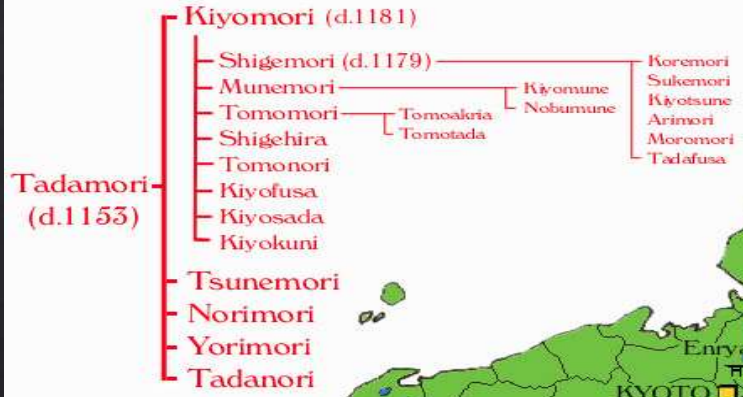 Kiyomori (d.1181)
Shigemori (d.1179)
Koremori
Sukemori
Kiyotsune
Arimori
Moromori
Tadafusa
Munemori
Kiyomune
Nobumune
Tomomori
Tomoakria
Tomotada
Shigehira
Tomonori
Kiyofusa
Kiyosada
Kiyokuni
Tadamori
(d.1153)
Tsunemori
Norimori
Yorimori
Tadanori
KYOTO